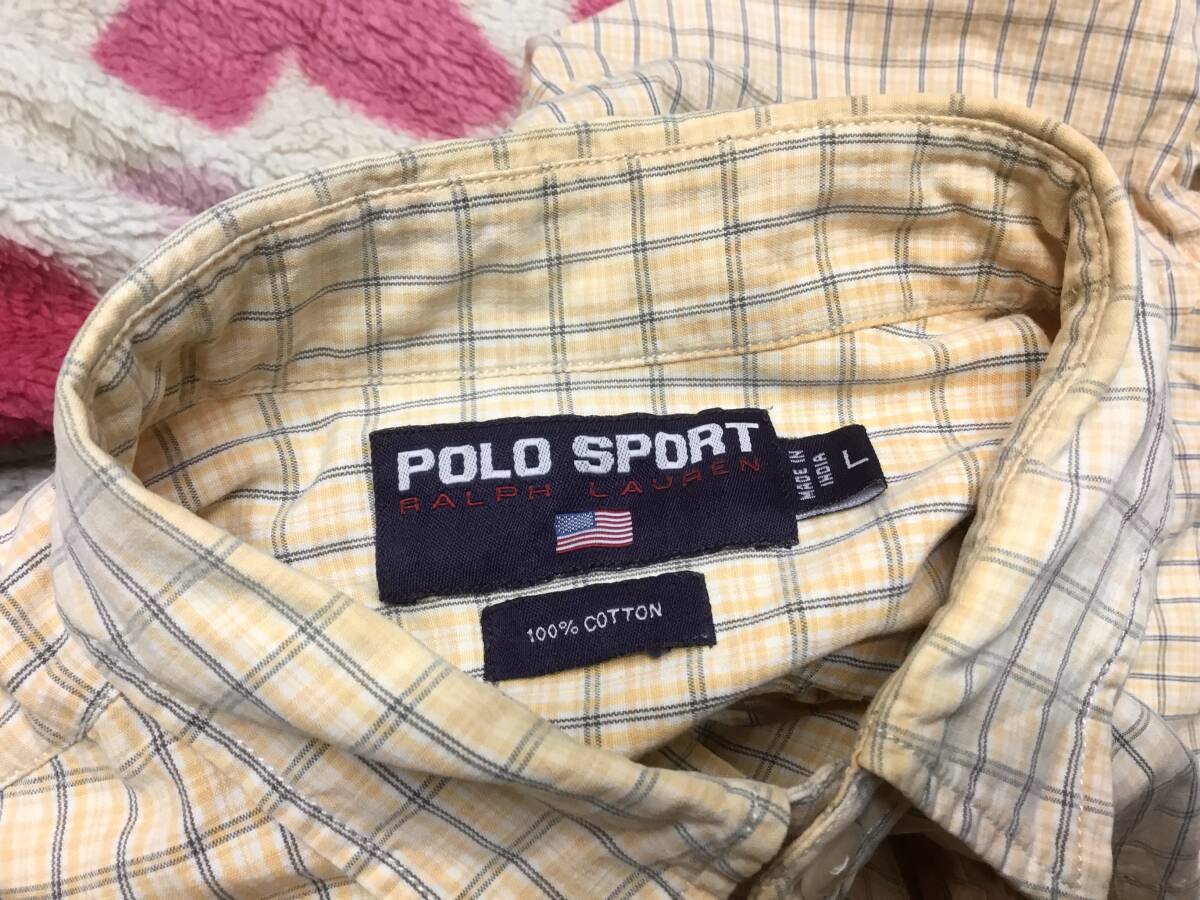 POLO SPORT
RALPH LAUREN
MADE IN
INDIA
L
100% COTTON